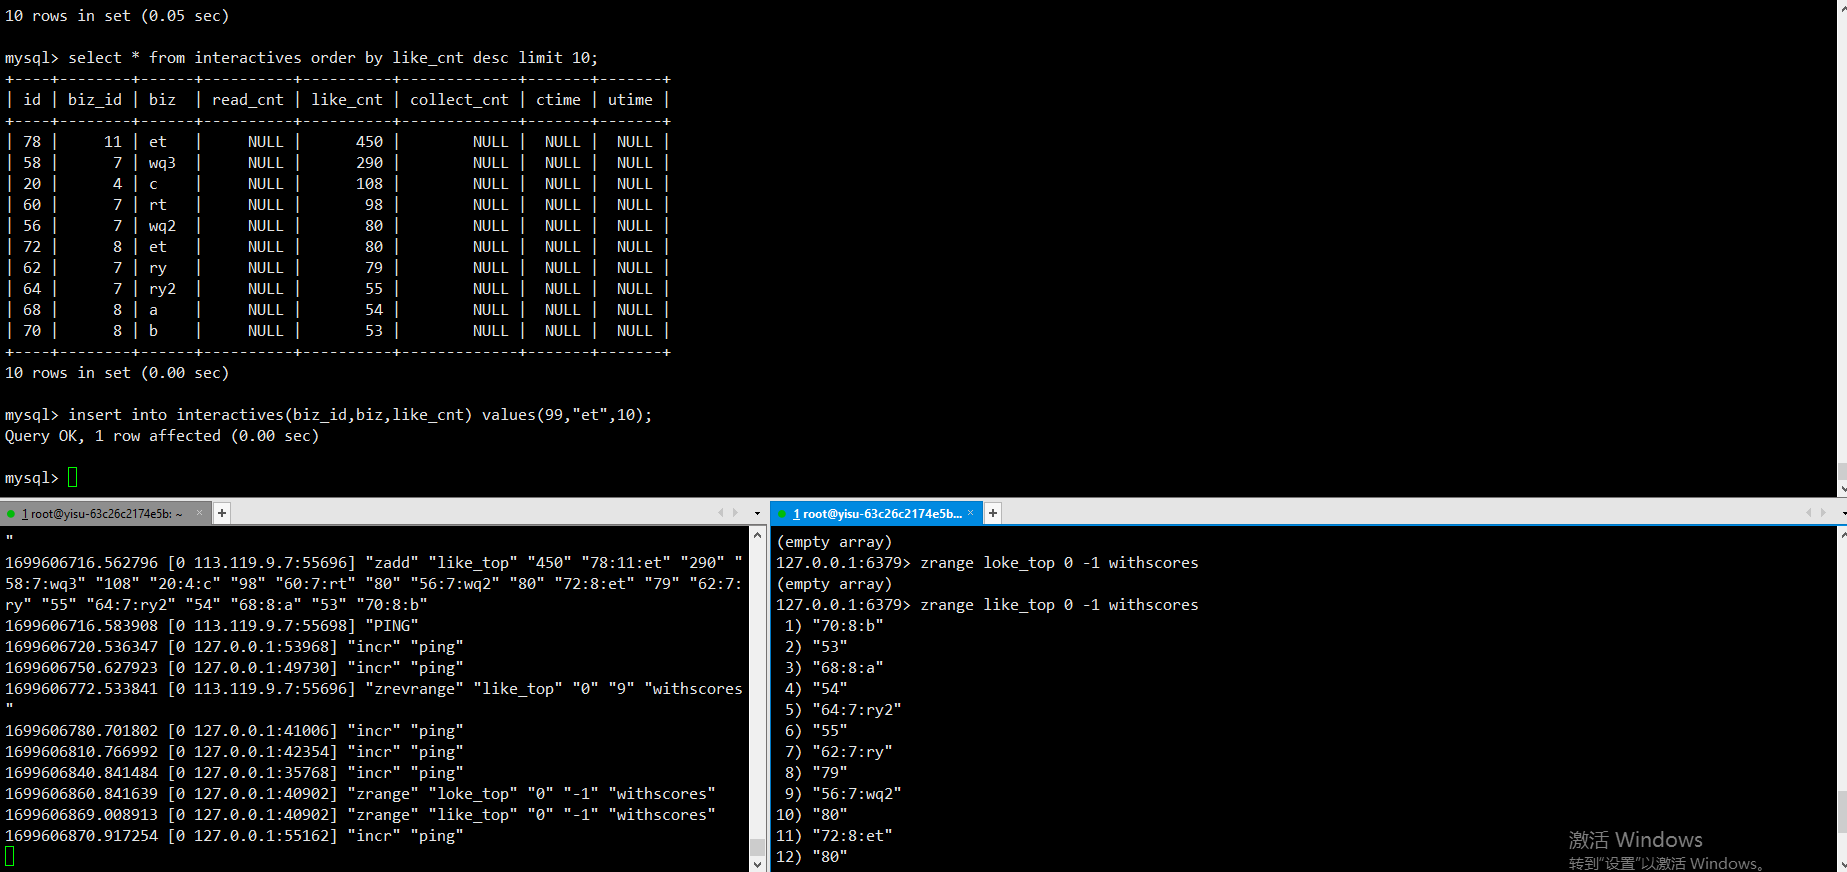 10 rows in set (0.05 sec)
mysql> select * from interactives order by like_cnt desc limit 10;
+----+--------+------+----------+----------+-------------+-------+-------+
| id | biz_id | biz  | read_cnt | like_cnt | collect_cnt | ctime | utime |
+----+--------+------+----------+----------+-------------+-------+-------+
| 78 |     11 | et   |     NULL |      450 |        NULL |  NULL |  NULL |
| 58 |      7 | wq3  |     NULL |      290 |        NULL |  NULL |  NULL |
| 20 |      4 | c    |     NULL |      108 |        NULL |  NULL |  NULL |
| 60 |      7 | rt   |     NULL |       98 |        NULL |  NULL |  NULL |
| 56 |      7 | wq2  |     NULL |       80 |        NULL |  NULL |  NULL |
| 72 |      8 | et   |     NULL |       80 |        NULL |  NULL |  NULL |
| 62 |      7 | ry   |     NULL |       79 |        NULL |  NULL |  NULL |
| 64 |      7 | ry2  |     NULL |       55 |        NULL |  NULL |  NULL |
| 68 |      8 | a    |     NULL |       54 |        NULL |  NULL |  NULL |
| 70 |      8 | b    |     NULL |       53 |        NULL |  NULL |  NULL |
+----+--------+------+----------+----------+-------------+-------+-------+
10 rows in set (0.00 sec)
mysql> insert into interactives(biz_id,biz,like_cnt) values(99,"et",10);
Query OK, 1 row affected (0.00 sec)
mysql>
1 root@yisu-63c26c2174e5b: ~ × +
"
1699606716.562796 [0 113.119.9.7:55696] "zadd" "like_top" "450" "78:11:et" "290" "
58:7:wq3" "108" "20:4:c" "98" "60:7:rt" "80" "56:7:wq2" "80" "72:8:et" "79" "62:7:
ry" "55" "64:7:ry2" "54" "68:8:a" "53" "70:8:b"
1699606716.583908 [0 113.119.9.7:55698] "PING"
1699606720.536347 [0 127.0.0.1:53968] "incr" "ping"
1699606750.627923 [0 127.0.0.1:49730] "incr" "ping"
1699606772.533841 [0 113.119.9.7:55696] "zrevrange" "like_top" "0" "9" "withscores
"
1699606780.701802 [0 127.0.0.1:41006] "incr" "ping"
1699606810.766992 [0 127.0.0.1:42354] "incr" "ping"
1699606840.841484 [0 127.0.0.1:35768] "incr" "ping"
1699606860.841639 [0 127.0.0.1:40902] "zrange" "loke_top" "0" "-1" "withscores"
1699606869.008913 [0 127.0.0.1:40902] "zrange" "like_top" "0" "-1" "withscores"
1699606870.917254 [0 127.0.0.1:55162] "incr" "ping"
1 root@yisu-63c26c2174e5b... × +
(empty array)
127.0.0.1:6379> zrange loke_top 0 -1 withscores
(empty array)
127.0.0.1:6379> zrange like_top 0 -1 withscores
1) "70:8:b"
2) "53"
3) "68:8:a"
4) "54"
5) "64:7:ry2"
6) "55"
7) "62:7:ry"
8) "79"
9) "56:7:wq2"
10) "80"
11) "72:8:et"
12) "80"
激活 Windows
转到“设置”以激活 Windows。